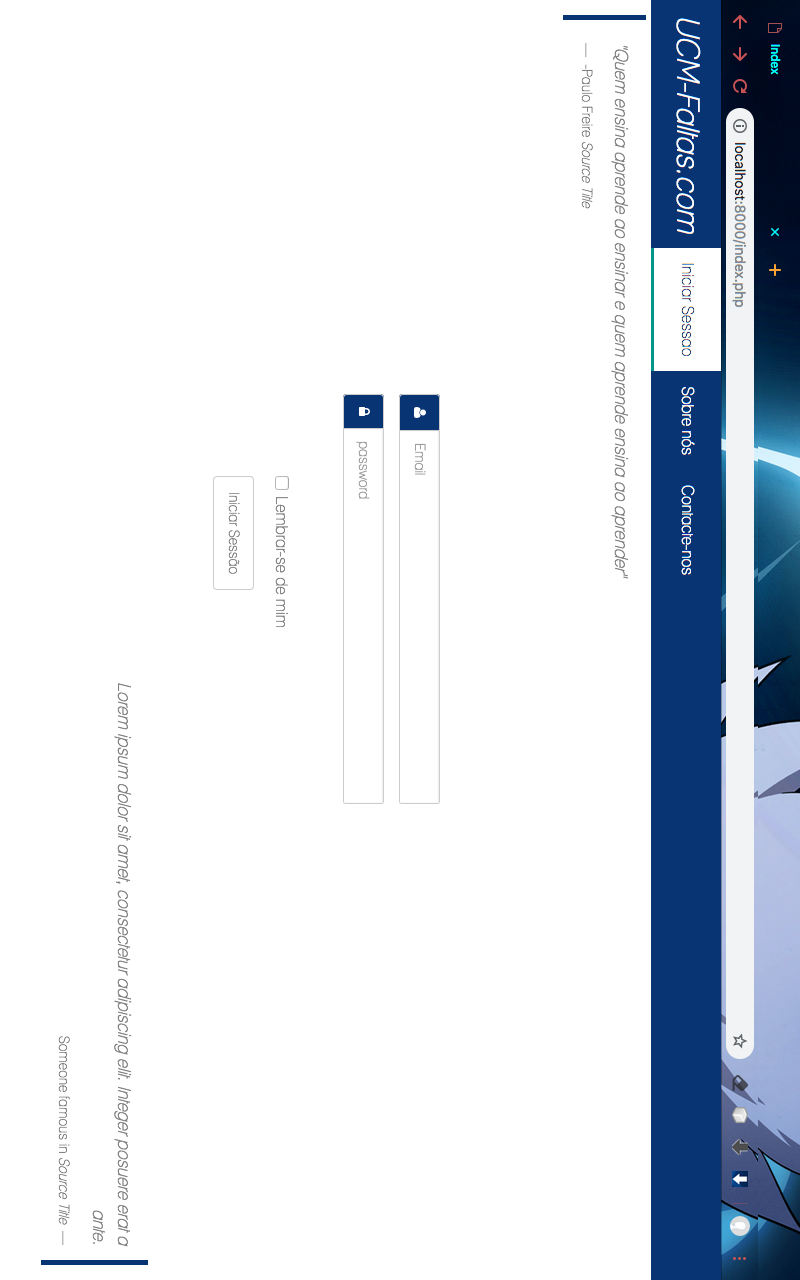 Index
localhost:8000/index.php
UCM-Faltas.com
Iniciar Sessao
Sobre nós
Contacte-nos
"Quem ensina aprende ao ensinar e quem aprende ensina ao aprender"
— -Paulo Freire Source Title
Email
password
Lembrar-se de mim
Iniciar Sessão
Lorem ipsum dolor sit amet, consectetur adipiscing elit. Integer posuere erat a
ante.
Someone famous in Source Title —